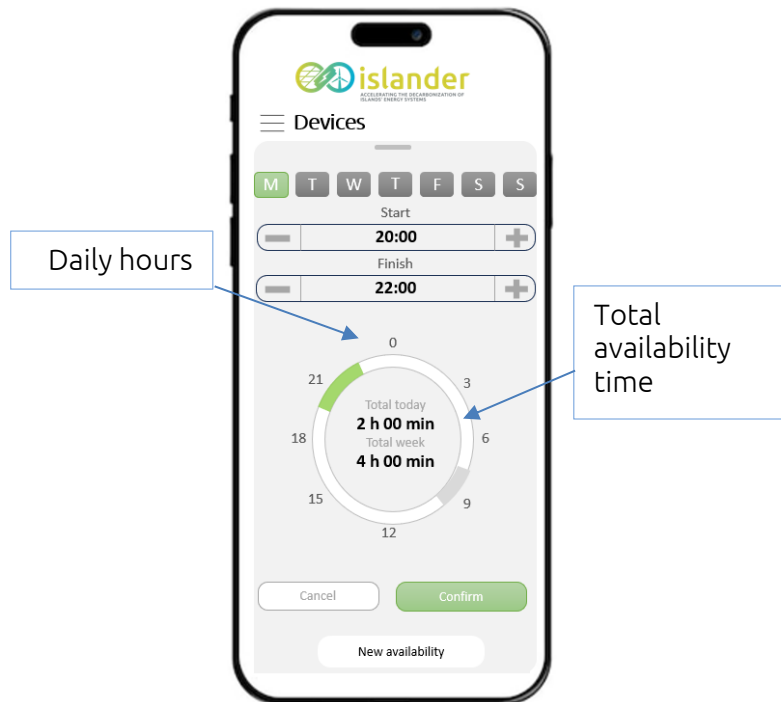 islander
ACCELERATING THE DECARBONIZATION OF
ISLANDS' ENERGY SYSTEMS
Devices
M T W T F S S
Start
20:00
Finish
22:00
Daily hours
Total
availability
time
0
21
3
Total today
2 h 00 min
Total week
4 h 00 min
18
6
15
9
12
Cancel
Confirm
New availability